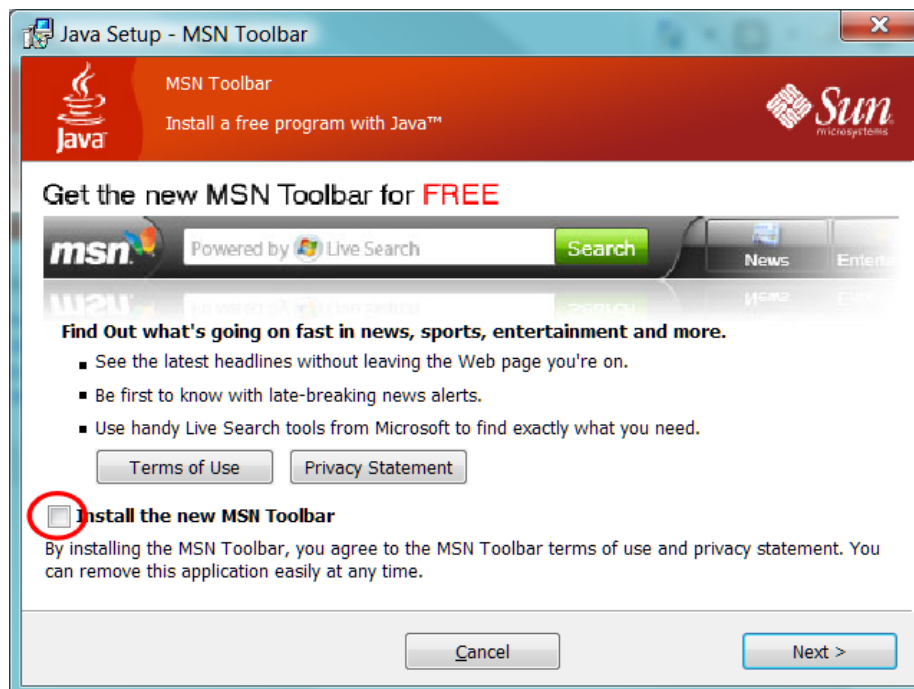 Java Setup - MSN Toolbar
MSN Toolbar
Install a free program with Java™
Java
Sun
microsystems
Get the new MSN Toolbar for FREE
msn
Powered by Live Search
Search
News
Find Out what's going on fast in news, sports, entertainment and more.
See the latest headlines without leaving the Web page you're on.
Be first to know with late-breaking news alerts.
Use handy Live Search tools from Microsoft to find exactly what you need.
Terms of Use
Privacy Statement
Install the new MSN Toolbar
By installing the MSN Toolbar, you agree to the MSN Toolbar terms of use and privacy statement. You
can remove this application easily at any time.
Cancel
Next >